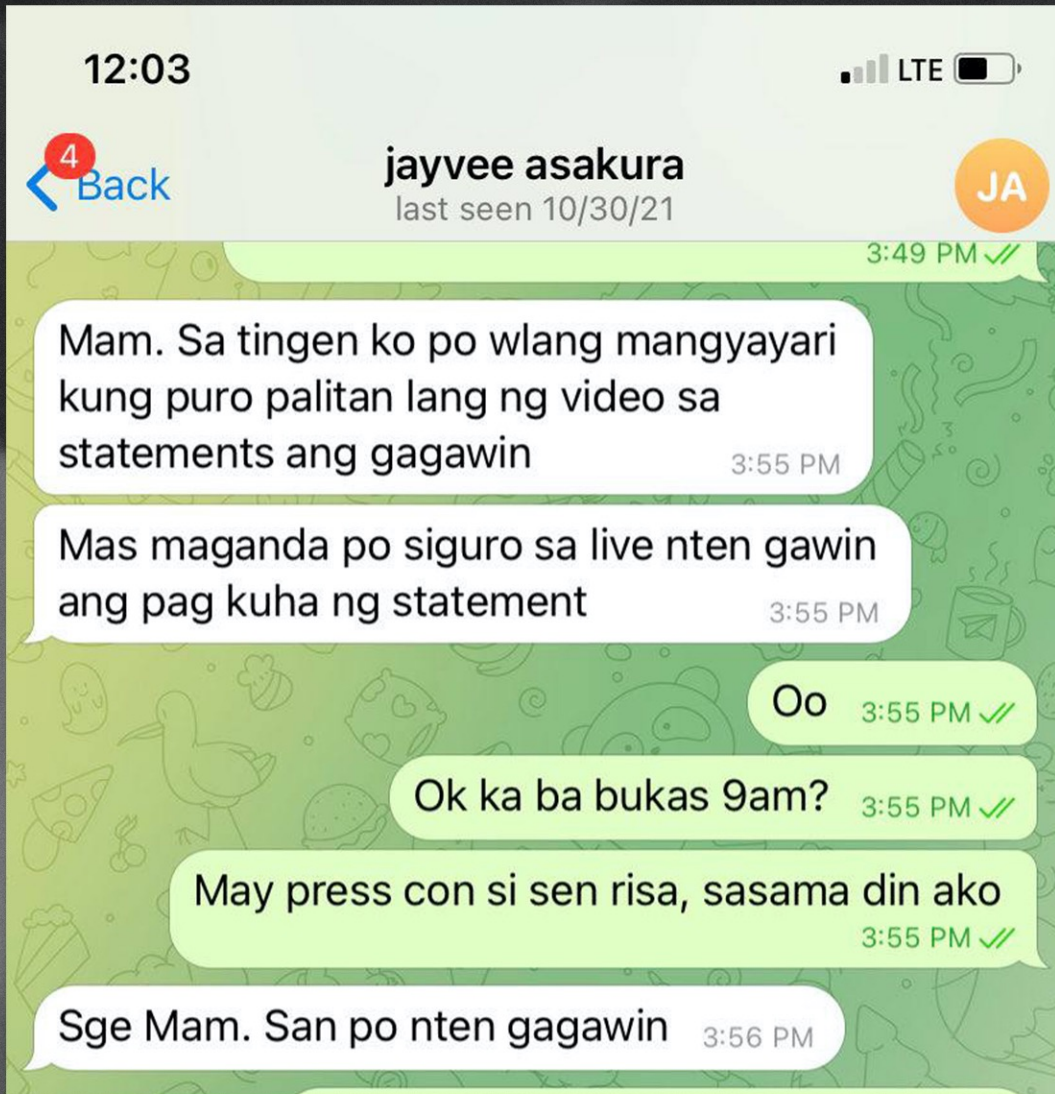 12:03
LTE
4
Back
jayvee asakura
last seen 10/30/21
JA
3:49 PM
Mam. Sa tingen ko po wlang mangyayari
kung puro palitan lang ng video sa
statements ang gagawin
3:55 PM
Mas maganda po siguro sa live nten gawin
ang pag kuha ng statement
3:55 PM
Oo 3:55 PM
Ok ka ba bukas 9am? 3:55 PM
May press con si sen risa, sasama din ako
3:55 PM
Sge Mam. San po nten gagawin 3:56 PM